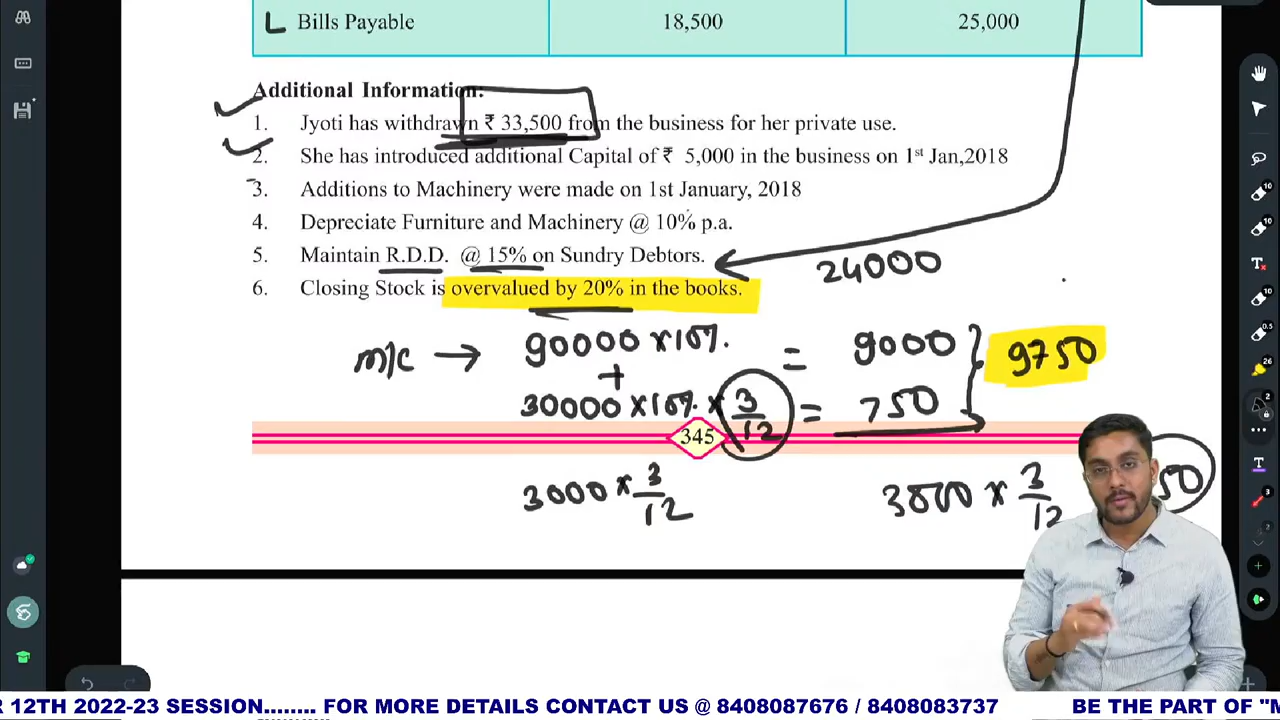 L Bills Payable 18,500 25,000
Additional Information:
1. Jyoti has withdrawn ₹ 33,500 from the business for her private use.
2. She has introduced additional Capital of ₹ 5,000 in the business on 1st Jan,2018
3. Additions to Machinery were made on 1st January, 2018
4. Depreciate Furniture and Machinery @ 10% p.a.
5. Maintain R.D.D. @ 15% on Sundry Debtors.
24000
6. Closing Stock is overvalued by 20% in the books.
m/c → 90000 x 10%. = 9000 } 9750
+
30000 x 10%. x 3/12 = 750
345
3000 x 3/12 3000 x 3/12 50
R 12TH 2022-23 SESSION........ FOR MORE DETAILS CONTACT US @ 8408087676 / 8408083737 BE THE PART OF "M